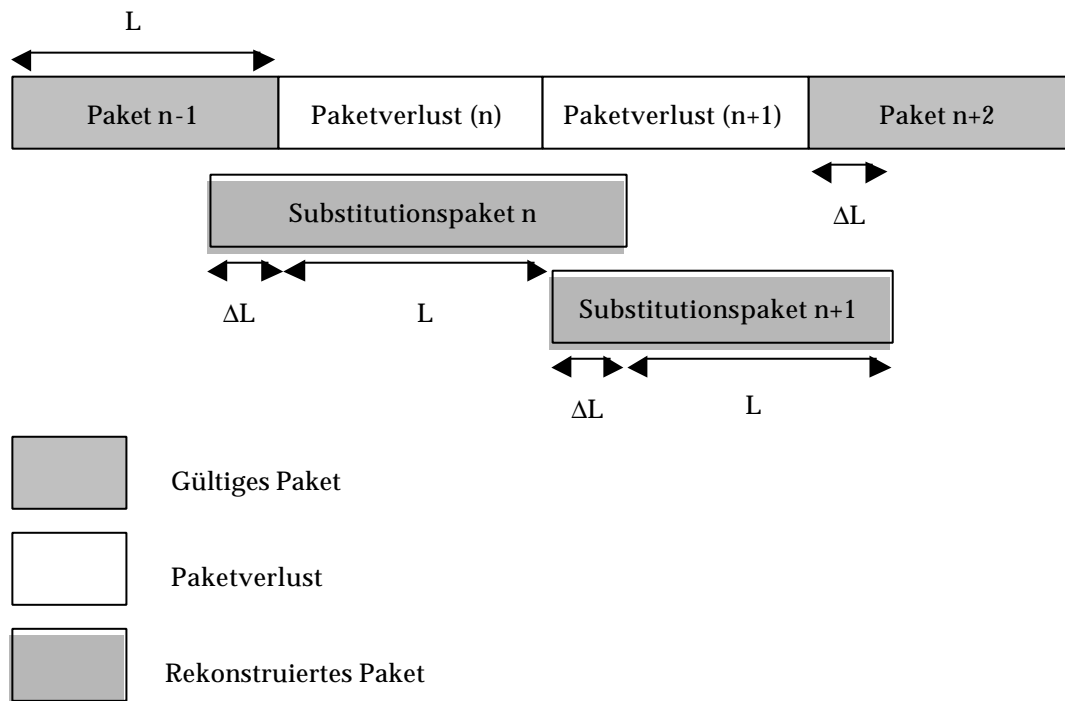 L
Paket n-1 Paketverlust (n) Paketverlust (n+1) Paket n+2
Substitutionspaket n
ΔL
ΔL L
Substitutionspaket n+1
ΔL L
Gültiges Paket
Paketverlust
Rekonstruiertes Paket